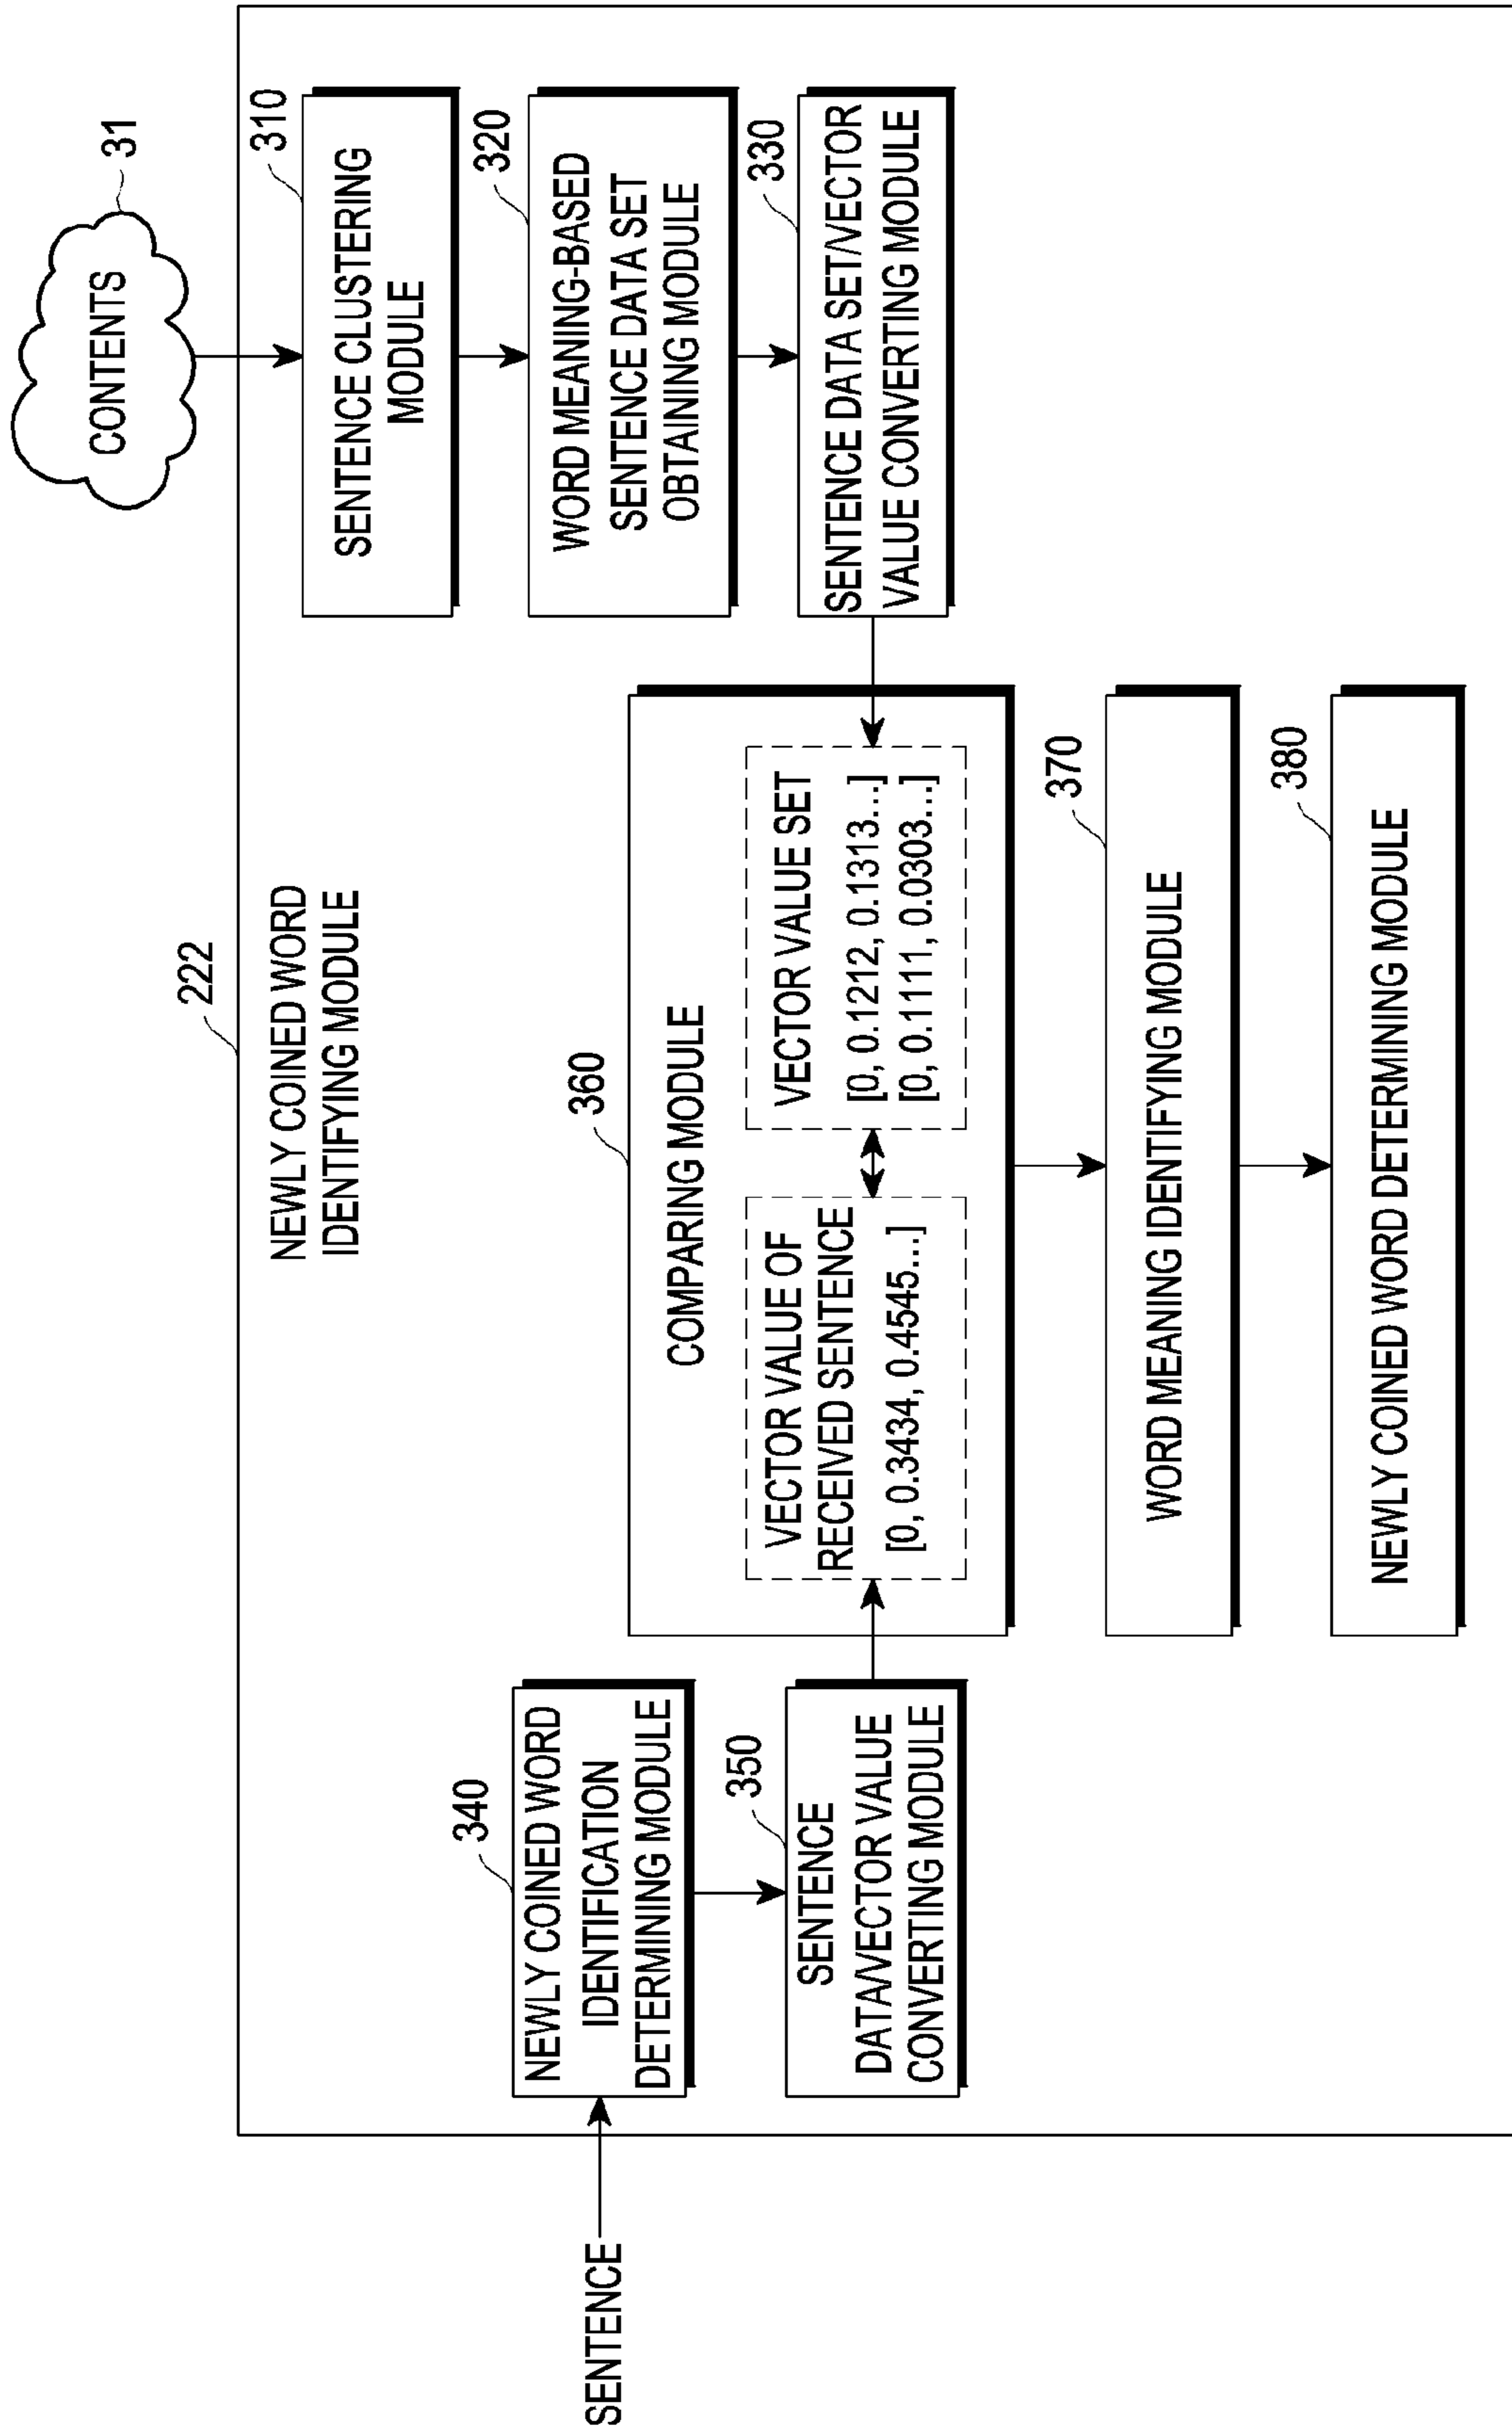 CONTENTS
31
222
NEWLY COINED WORD
IDENTIFYING MODULE
310
SENTENCE CLUSTERING
MODULE
320
WORD MEANING-BASED
SENTENCE DATA SET
OBTAINING MODULE
330
SENTENCE DATA SET/VECTOR
VALUE CONVERTING MODULE
SENTENCE
340
NEWLY COINED WORD
IDENTIFICATION
DETERMINING MODULE
350
SENTENCE
DATA/VECTOR VALUE
CONVERTING MODULE
360
COMPARING MODULE
VECTOR VALUE OF
RECEIVED SENTENCE
[0, 0.3434, 0.4545...]
VECTOR VALUE SET
[0, 0.1212, 0.1313...]
[0, 0.1111, 0.0303...]
370
WORD MEANING IDENTIFYING MODULE
380
NEWLY COINED WORD DETERMINING MODULE